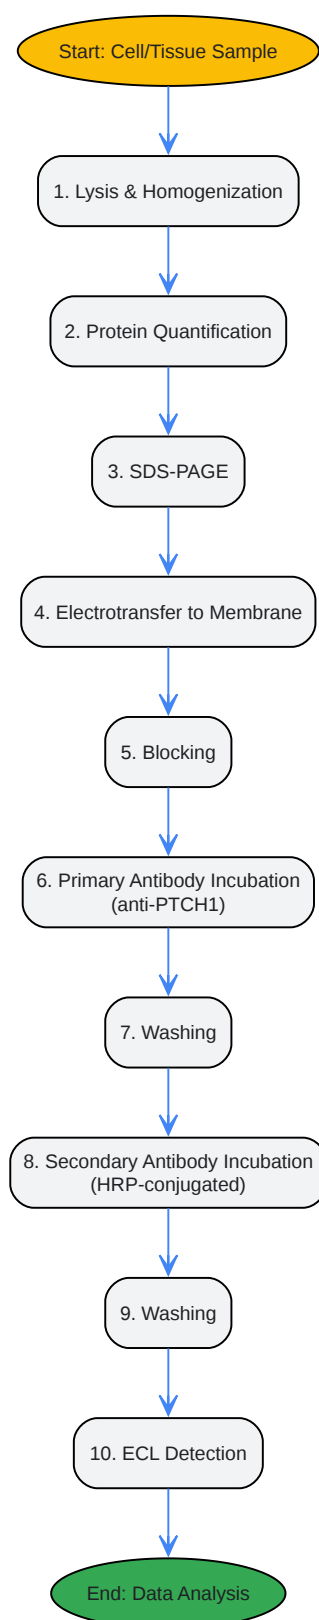 Start: Cell/Tissue Sample
1. Lysis & Homogenization
2. Protein Quantification
3. SDS-PAGE
4. Electrotransfer to Membrane
5. Blocking
6. Primary Antibody Incubation
(anti-PTCH1)
7. Washing
8. Secondary Antibody Incubation
(HRP-conjugated)
9. Washing
10. ECL Detection
End: Data Analysis